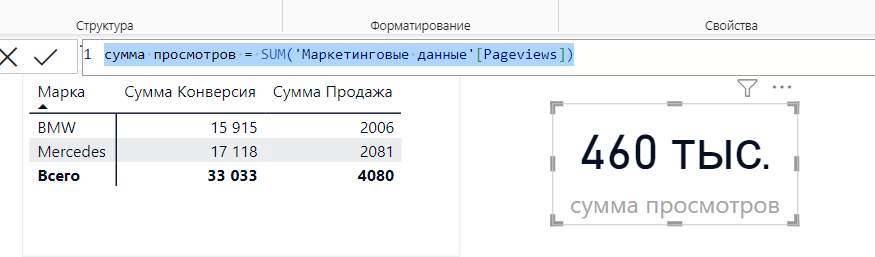 Структура Форматирование Свойства
1 сумма просмотров = SUM('Маркетинговые данные'[Pageviews])
Марка Сумма Конверсия Сумма Продажа
BMW 15 915 2006
Mercedes 17 118 2081
Всего 33 033 4080
460 тыс.
сумма просмотров